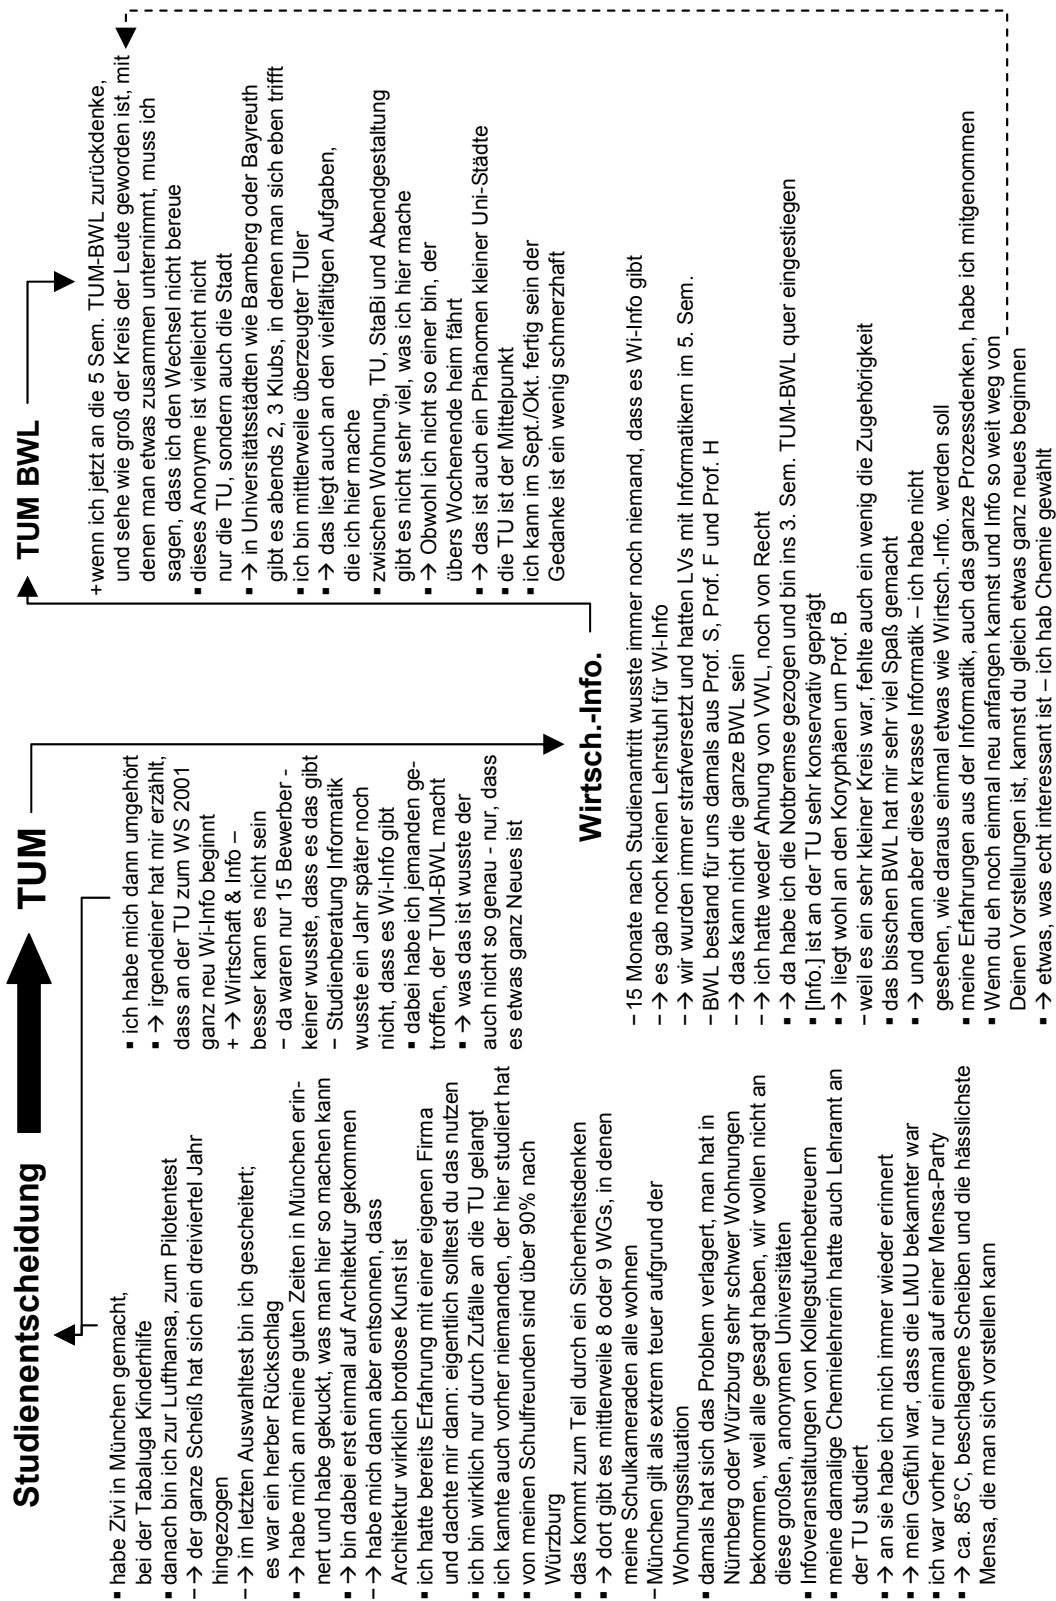 Studienentscheidung
TUM
▪ habe Zivi in München gemacht,
bei der Tabaluga Kinderhilfe
▪ danach bin ich zur Lufthansa, zum Pilotentest
– → der ganze Scheiß hat sich ein dreiviertel Jahr
hingezogen
– → im letzten Auswahltest bin ich gescheitert;
es war ein herber Rückschlag
▪ → habe mich an meine guten Zeiten in München erin-
nert und habe gekuckt, was man hier so machen kann
▪ → bin dabei erst einmal auf Architektur gekommen
– → habe mich dann aber entsonnen, dass
Architektur wirklich brotlose Kunst ist
▪ ich hatte bereits Erfahrung mit einer eigenen Firma
und dachte mir dann: eigentlich solltest du das nutzen
▪ ich bin wirklich nur durch Zufälle an die TU gelangt
▪ ich kannte auch vorher niemanden, der hier studiert hat
▪ von meinen Schulfreunden sind über 90% nach
Würzburg
▪ das kommt zum Teil durch ein Sicherheitsdenken
▪ → dort gibt es mittlerweile 8 oder 9 WGs, in denen
meine Schulkameraden alle wohnen
– München gilt als extrem teuer aufgrund der
Wohnungssituation
▪ damals hat sich das Problem verlagert, man hat in
Nürnberg oder Würzburg sehr schwer Wohnungen
bekommen, weil alle gesagt haben, wir wollen nicht an
diese großen, anonymen Universitäten
▪ Infoveranstaltungen von Kollegstufenbetreuern
▪ meine damalige Chemielehrerin hatte auch Lehramt an
der TU studiert
▪ → an sie habe ich mich immer wieder erinnert
▪ → mein Gefühl war, dass die LMU bekannter war
▪ ich war vorher nur einmal auf einer Mensa-Party
▪ → ca. 85°C, beschlagene Scheiben und die hässlichste
Mensa, die man sich vorstellen kann
▪ ich habe mich dann umgehört
▪ → irgendeiner hat mir erzählt,
dass an der TU zum WS 2001
ganz neu Wi-Info beginnt
+ → Wirtschaft & Info –
besser kann es nicht sein
– da waren nur 15 Bewerber -
keiner wusste, dass es das gibt
– Studienberatung Informatik
wusste ein Jahr später noch
nicht, dass es Wi-Info gibt
▪ dabei habe ich jemanden ge-
troffen, der TUM-BWL macht
▪ → was das ist wusste der
auch nicht so genau - nur, dass
es etwas ganz Neues ist
Wirtsch.-Info.
– 15 Monate nach Studienantritt wusste immer noch niemand, dass es Wi-Info gibt
– → es gab noch keinen Lehrstuhl für Wi-Info
– → wir wurden immer strafversetzt und hatten LVs mit Informatikern im 5. Sem.
– BWL bestand für uns damals aus Prof. S, Prof. F und Prof. H
– → das kann nicht die ganze BWL sein
– → ich hatte weder Ahnung von VWL, noch von Recht
▪ → da habe ich die Notbremse gezogen und bin ins 3. Sem. TUM-BWL quer eingestiegen
▪ [Info.] ist an der TU sehr konservativ geprägt
▪ → liegt wohl an den Koryphäen um Prof. B
– weil es ein sehr kleiner Kreis war, fehlte auch ein wenig die Zugehörigkeit
▪ das bisschen BWL hat mir sehr viel Spaß gemacht
▪ → und dann aber diese krasse Informatik – ich habe nicht
gesehen, wie daraus einmal etwas wie Wirtsch.-Info. werden soll
▪ meine Erfahrungen aus der Informatik, auch das ganze Prozessdenken, habe ich mitgenommen
▪ Wenn du eh noch einmal neu anfangen kannst und Info so weit weg von
Deinen Vorstellungen ist, kannst du gleich etwas ganz neues beginnen
▪ → etwas, was echt interessant ist – ich hab Chemie gewählt
TUM BWL
+ wenn ich jetzt an die 5 Sem. TUM-BWL zurückdenke,
und sehe wie groß der Kreis der Leute geworden ist, mit
denen man etwas zusammen unternimmt, muss ich
sagen, dass ich den Wechsel nicht bereue
▪ dieses Anonyme ist vielleicht nicht
nur die TU, sondern auch die Stadt
▪ → in Universitätsstädten wie Bamberg oder Bayreuth
gibt es abends 2, 3 Klubs, in denen man sich eben trifft
▪ ich bin mittlerweile überzeugter TUler
▪ → das liegt auch an den vielfältigen Aufgaben,
die ich hier mache
▪ zwischen Wohnung, TU, StaBi und Abendgestaltung
gibt es nicht sehr viel, was ich hier mache
▪ → Obwohl ich nicht so einer bin, der
übers Wochenende heim fährt
▪ → das ist auch ein Phänomen kleiner Uni-Städte
▪ die TU ist der Mittelpunkt
▪ ich kann im Sept./Okt. fertig sein der
Gedanke ist ein wenig schmerzhaft